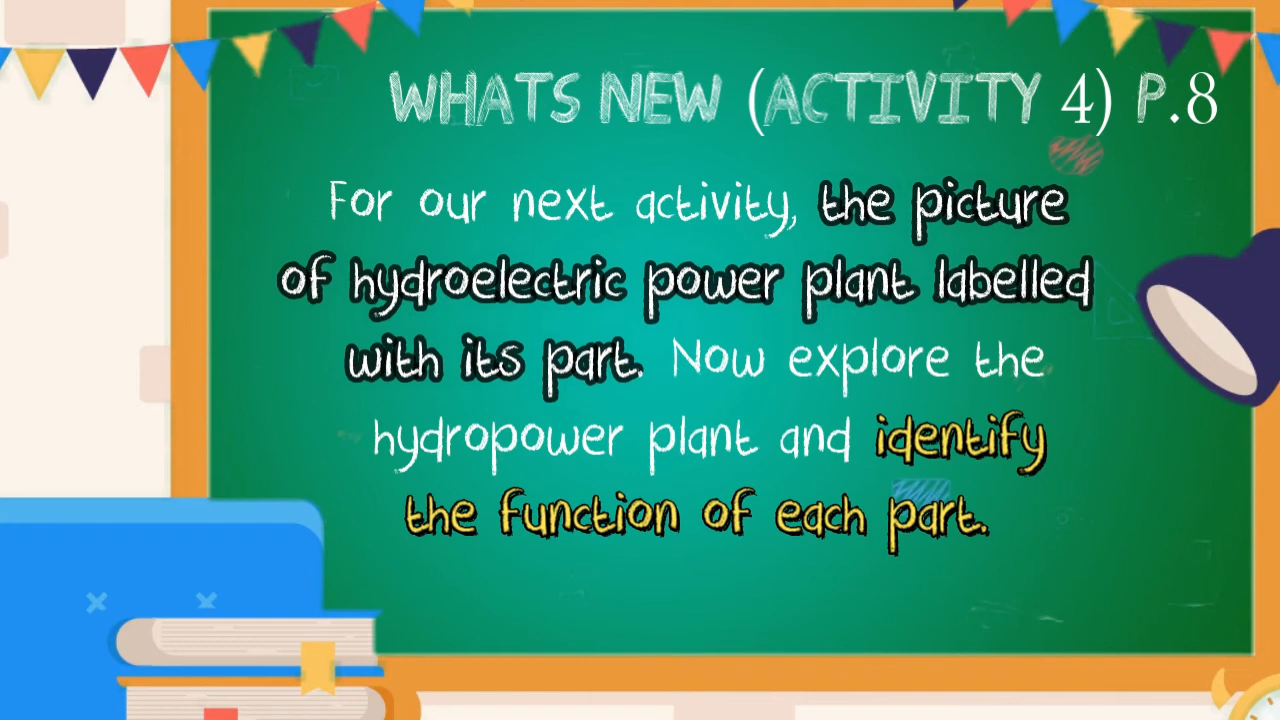 WHATS NEW (ACTIVITY 4) P.8
For our next activity, the picture
of hydroelectric power plant labelled
with its part. Now explore the
hydropower plant and identify
the function of each part.